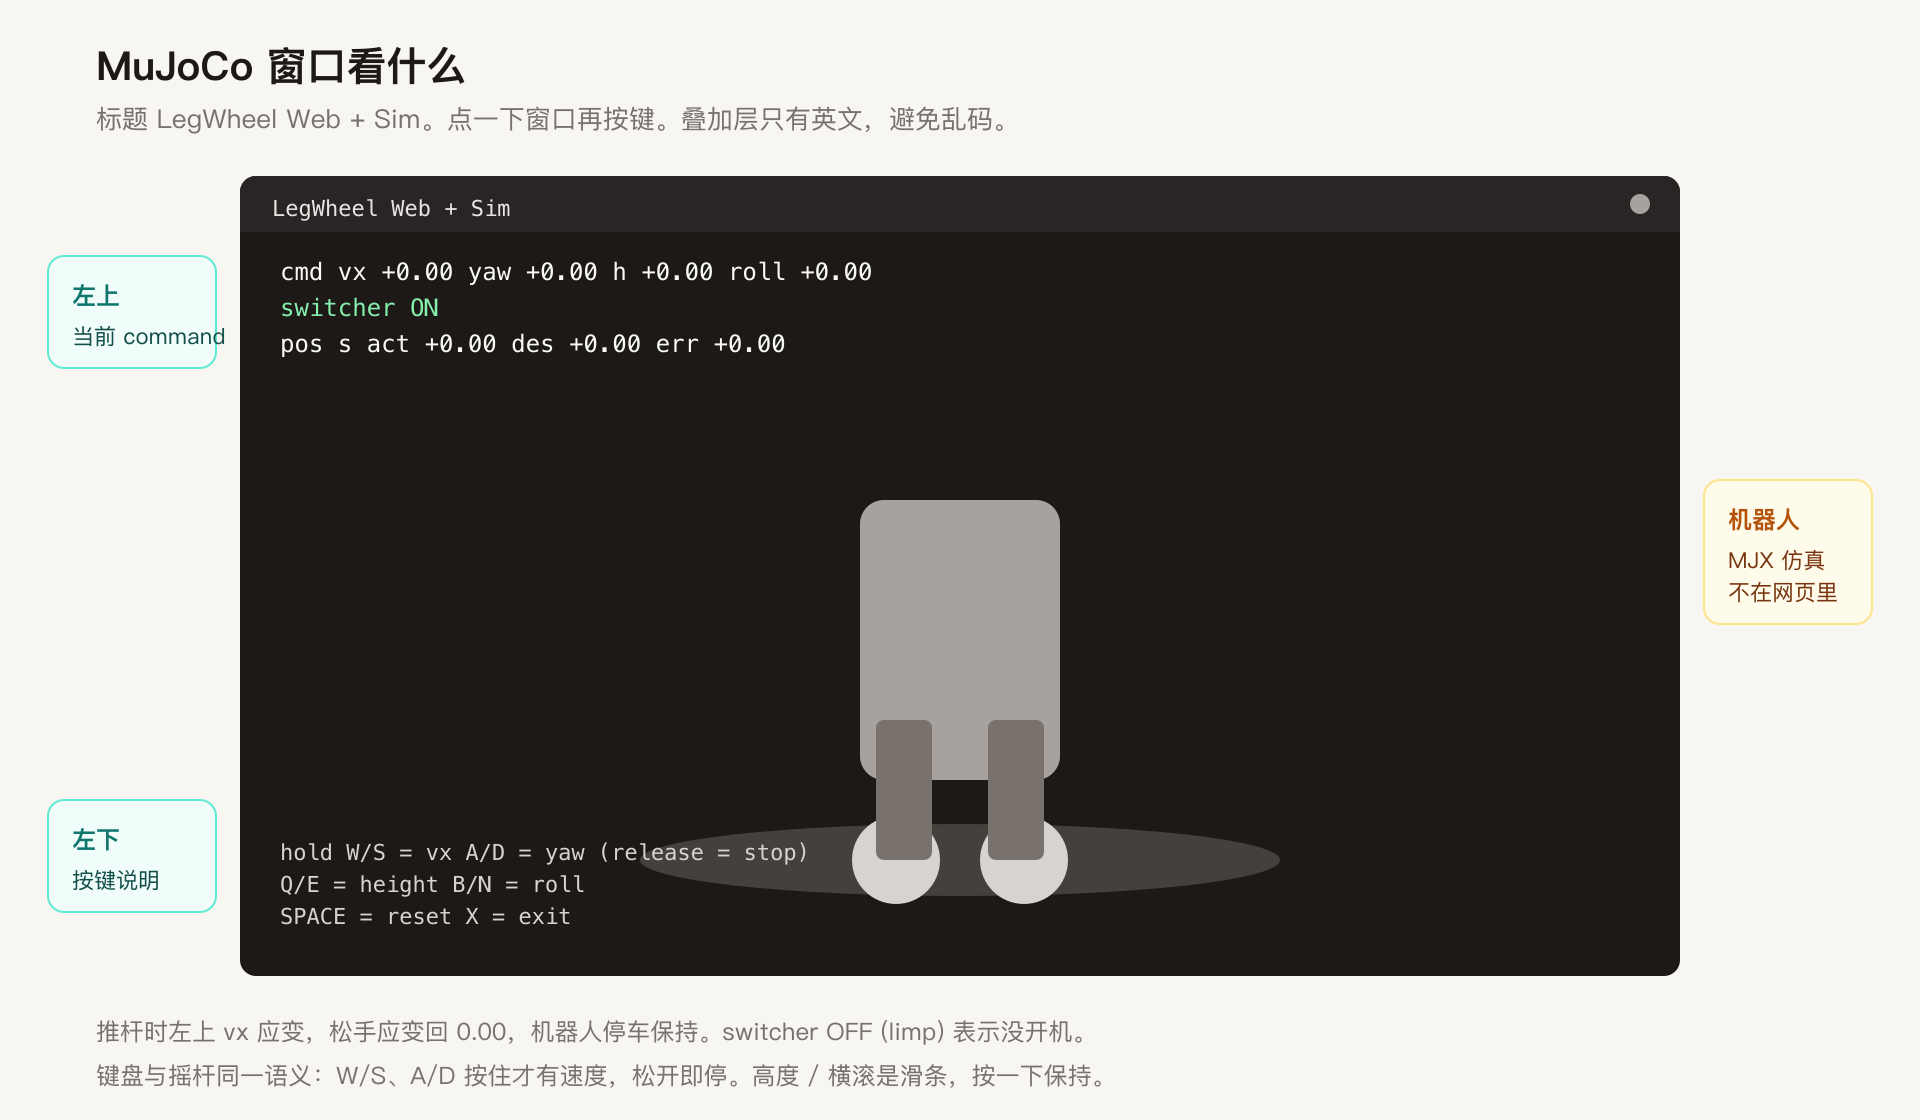 MuJoCo 窗口看什么
标题 LegWheel Web + Sim。点一下窗口再按键。叠加层只有英文，避免乱码。
LegWheel Web + Sim
cmd vx +0.00 yaw +0.00 h +0.00 roll +0.00
switcher ON
pos s act +0.00 des +0.00 err +0.00
左上
当前 command
机器人
MJX 仿真
不在网页里
左下
按键说明
hold W/S = vx A/D = yaw (release = stop)
Q/E = height B/N = roll
SPACE = reset X = exit
推杆时左上 vx 应变，松手应变回 0.00，机器人停车保持。switcher OFF (limp) 表示没开机。
键盘与摇杆同一语义：W/S、A/D 按住才有速度，松开即停。高度 / 横滚是滑条，按一下保持。